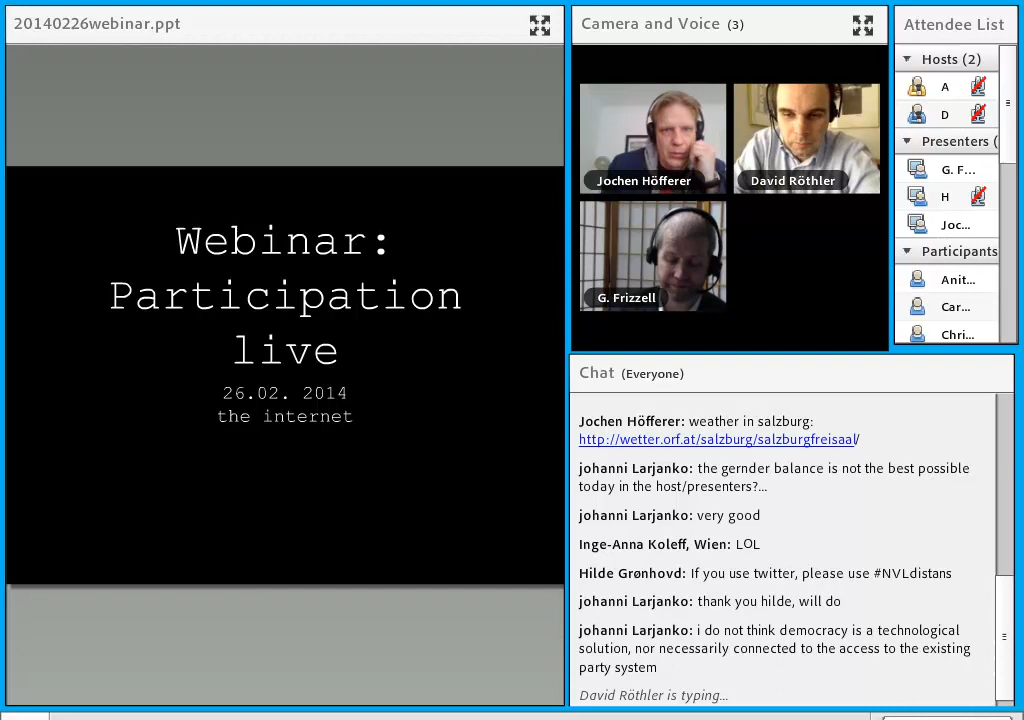 20140226webinar.ppt
Webinar:
Participation
live
26.02. 2014
the internet
Camera and Voice (3)
Jochen Höfferer
David Röthler
G. Frizzell
Attendee List
Hosts (2)
A
D
Presenters (
G. F...
H
Joc...
Participants
Anit...
Car...
Chri...
Chat (Everyone)
Jochen Höfferer: weather in salzburg:
http://wetter.orf.at/salzburg/salzburgfreisaal/
johanni Larjanko: the gernder balance is not the best possible
today in the host/presenters?...
johanni Larjanko: very good
Inge-Anna Koleff, Wien: LOL
Hilde Grønhovd: If you use twitter, please use #NVLdistans
johanni Larjanko: thank you hilde, will do
johanni Larjanko: i do not think democracy is a technological
solution, nor necessarily connected to the access to the existing
party system
David Röthler is typing...